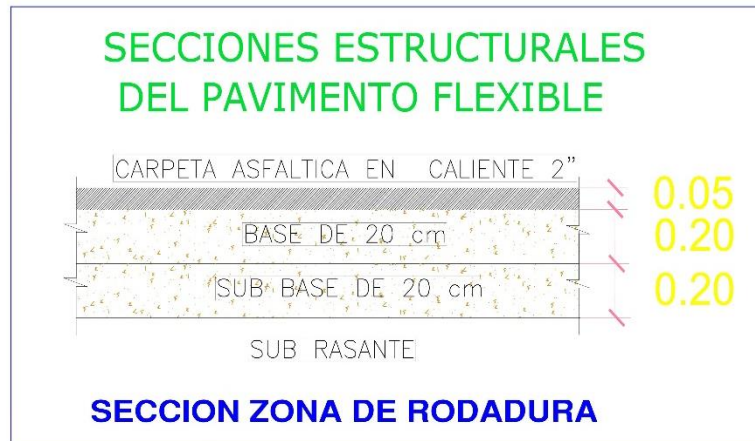 SECCIONES ESTRUCTURALES
DEL PAVIMENTO FLEXIBLE
CARPETA ASFALTICA EN CALIENTE 2"
0.05
BASE DE 20 cm
0.20
SUB BASE DE 20 cm
0.20
SUB RASANTE
SECCION ZONA DE RODADURA